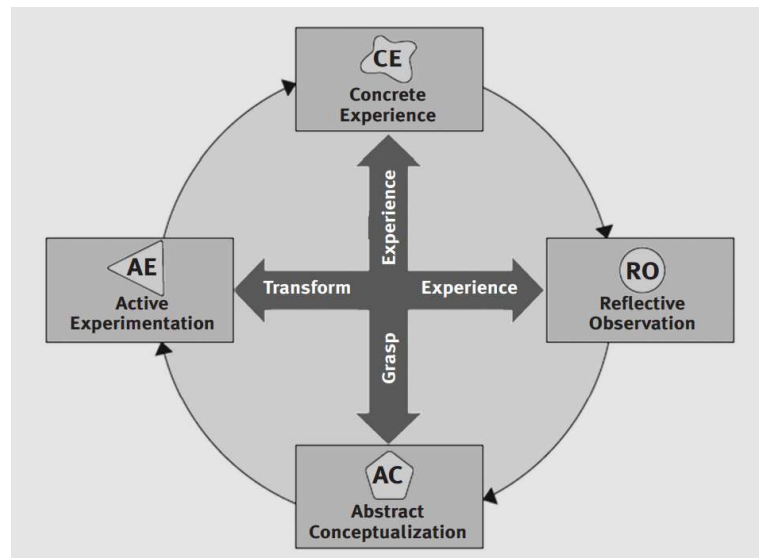 CE
Concrete
Experience
Experience
AE
Active
Experimentation
Transform
Experience
RO
Reflective
Observation
Grasp
AC
Abstract
Conceptualization